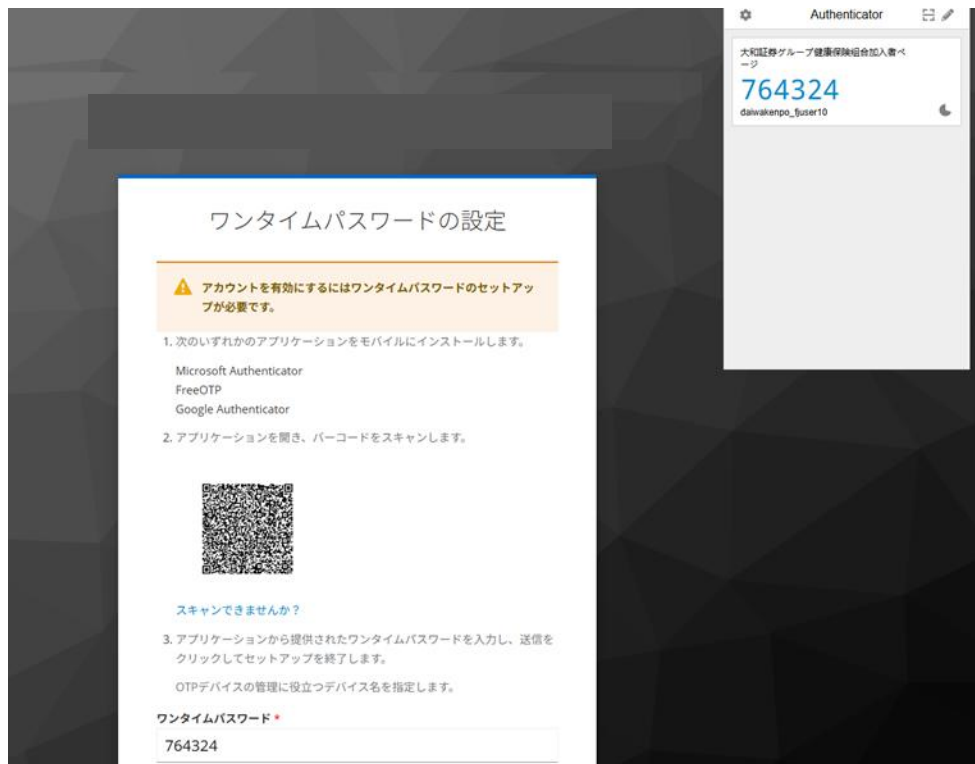 ワンタイムパスワードの設定
アカウントを有効にするにはワンタイムパスワードのセットアッ
プが必要です。
1. 次のいずれかのアプリケーションをモバイルにインストールします。
Microsoft Authenticator
FreeOTP
Google Authenticator
2. アプリケーションを開き、バーコードをスキャンします。
スキャンできませんか？
3. アプリケーションから提供されたワンタイムパスワードを入力し、送信を
クリックしてセットアップを終了します。
OTPデバイスの管理に役立つデバイス名を指定します。
ワンタイムパスワード *
764324
Authenticator
大和証券グループ健康保険組合加入者ペ
ージ
764324
daiwakenpo_fjuser10